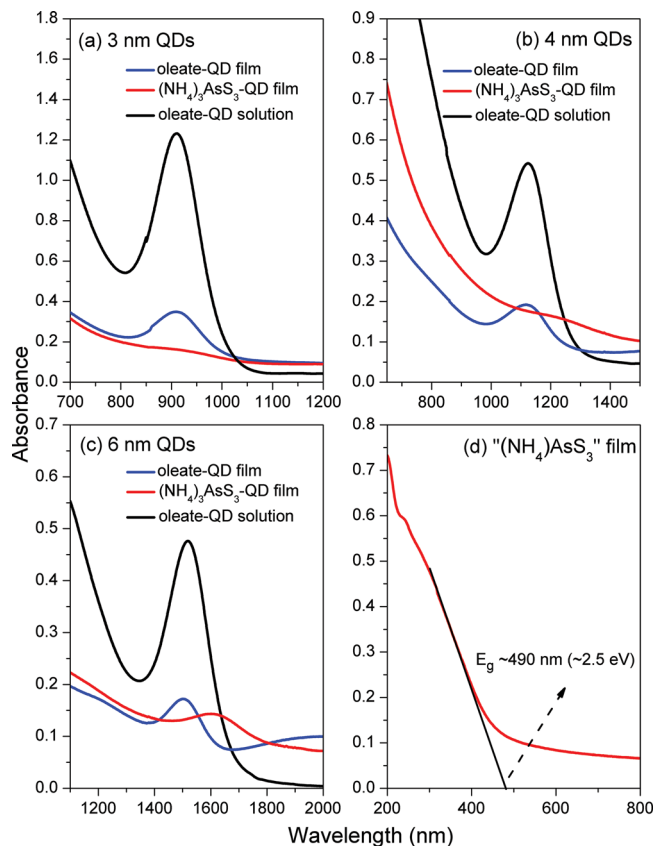 (a) 3 nm QDs
oleate-QD film
(NH₄)₃AsS₃-QD film
oleate-QD solution
1.8
1.6
1.4
1.2
1.0
0.8
0.6
0.4
0.2
0.0
700 800 900 1000 1100 1200
(b) 4 nm QDs
oleate-QD film
(NH₄)₃AsS₃-QD film
oleate-QD solution
0.9
0.8
0.7
0.6
0.5
0.4
0.3
0.2
0.1
0.0
800 1000 1200 1400
Absorbance
(c) 6 nm QDs
oleate-QD film
(NH₄)₃AsS₃-QD film
oleate-QD solution
0.7
0.6
0.5
0.4
0.3
0.2
0.1
0.0
1200 1400 1600 1800 2000
(d) "(NH₄)AsS₃" film
E_g ~490 nm (~2.5 eV)
0.8
0.7
0.6
0.5
0.4
0.3
0.2
0.1
0.0
200 300 400 500 600 700 800
Wavelength (nm)